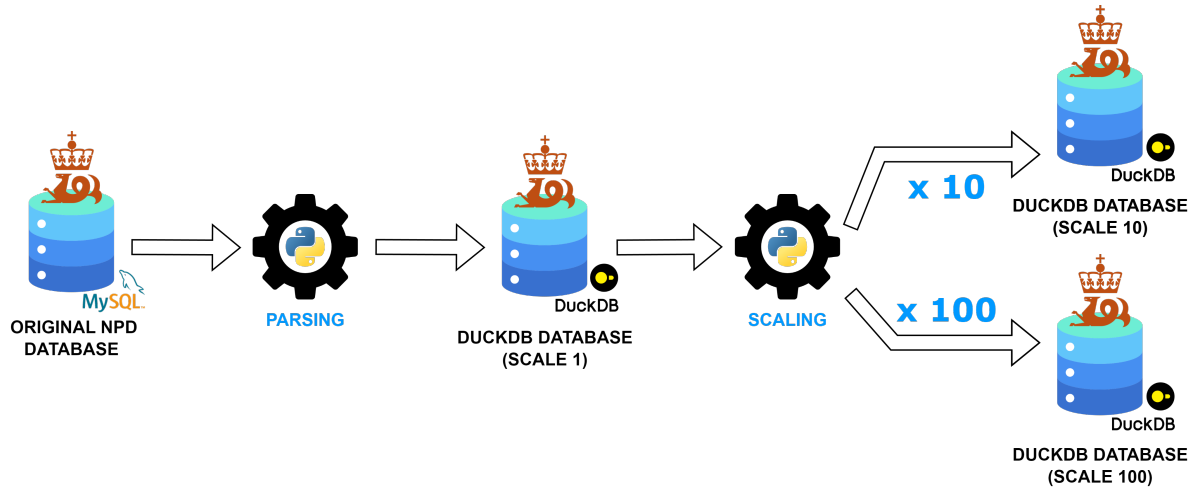 MySQL™
ORIGINAL NPD
DATABASE
PARSING
DuckDB
DUCKDB DATABASE
(SCALE 1)
SCALING
x 10
DuckDB
DUCKDB DATABASE
(SCALE 10)
x 100
DuckDB
DUCKDB DATABASE
(SCALE 100)